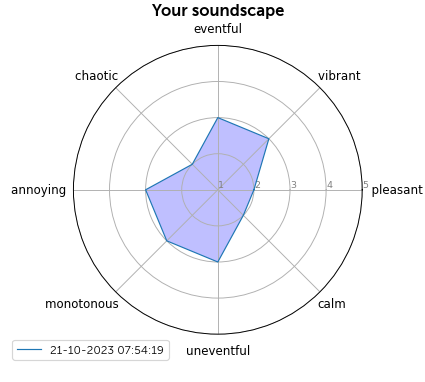 Your soundscape
eventful
chaotic
vibrant
annoying
1 2 3 4 5
pleasant
monotonous
calm
uneventful
21-10-2023 07:54:19